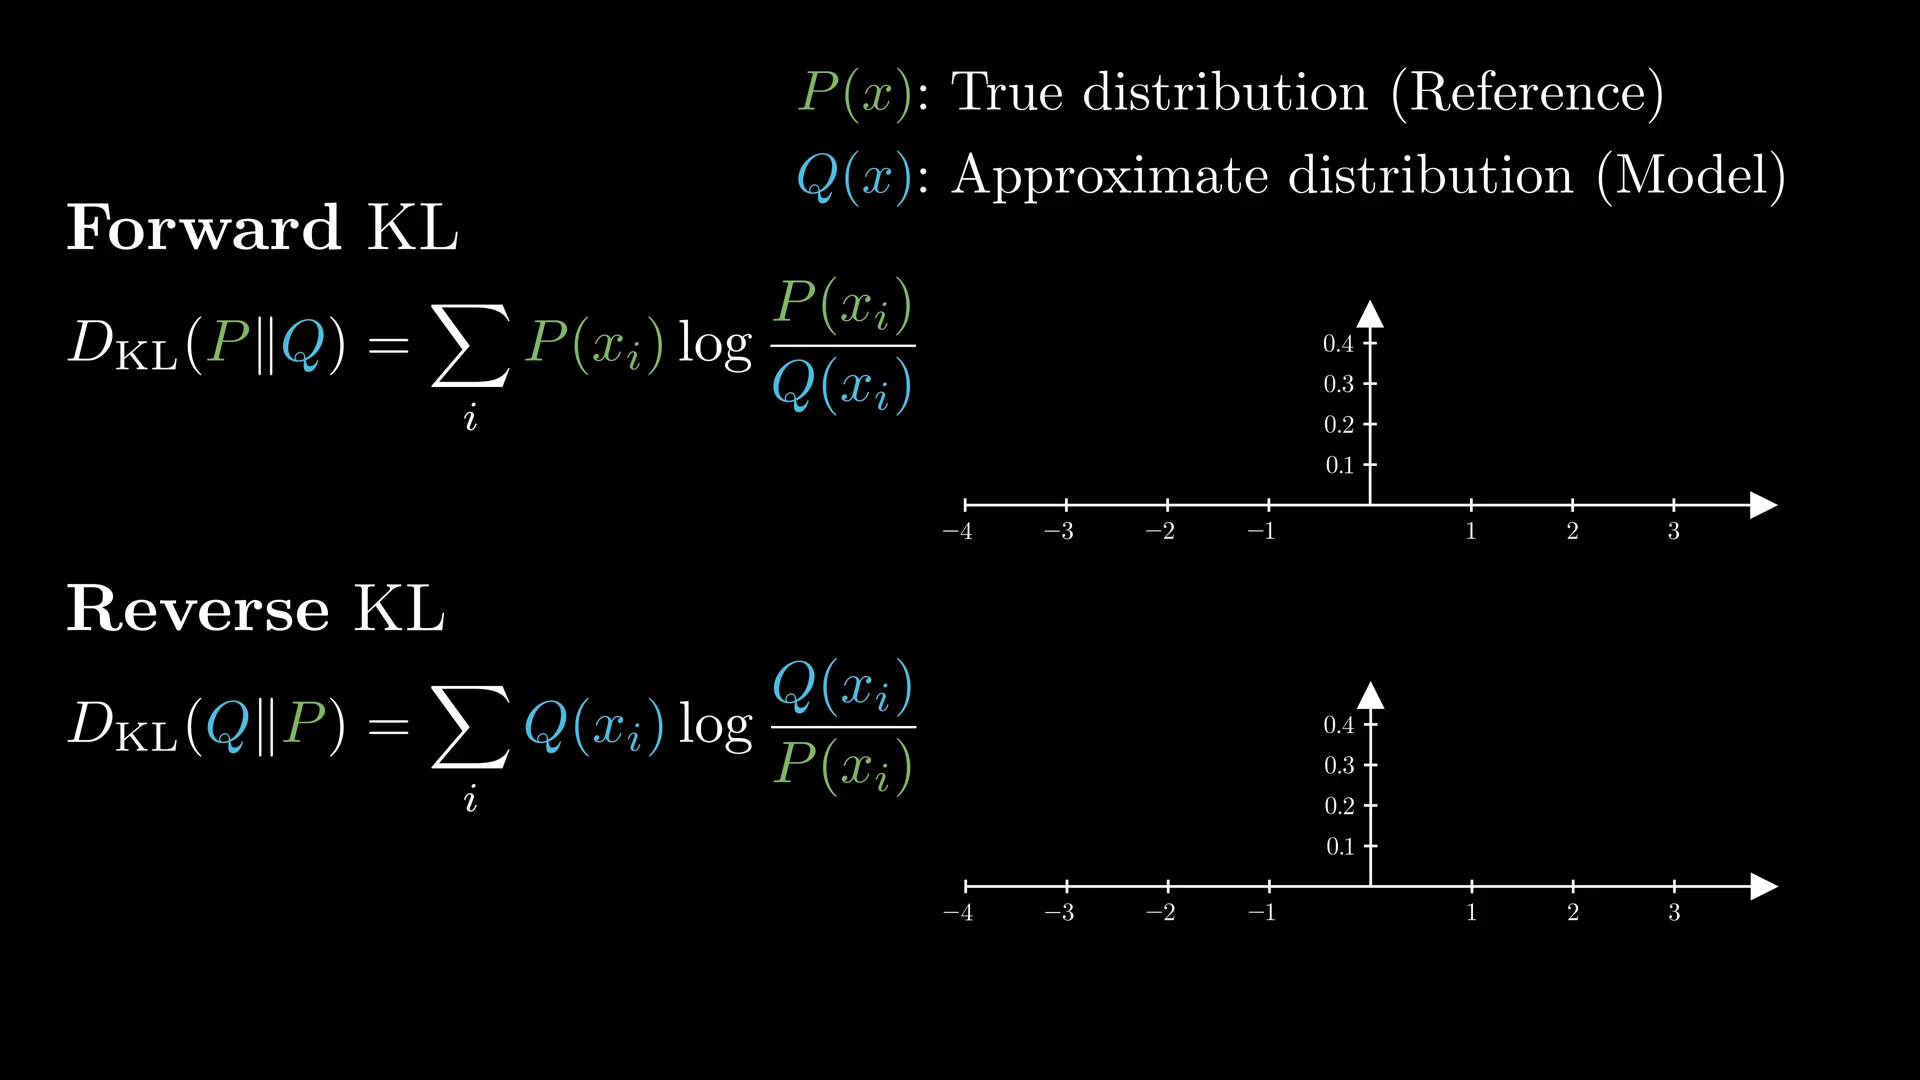 P(x): True distribution (Reference)
Q(x): Approximate distribution (Model)
Forward KL
D_KL(P‖Q) = ∑_i P(x_i) log P(x_i)/Q(x_i)
0.4
0.3
0.2
0.1
−4 −3 −2 −1 1 2 3
Reverse KL
D_KL(Q‖P) = ∑_i Q(x_i) log Q(x_i)/P(x_i)
0.4
0.3
0.2
0.1
−4 −3 −2 −1 1 2 3